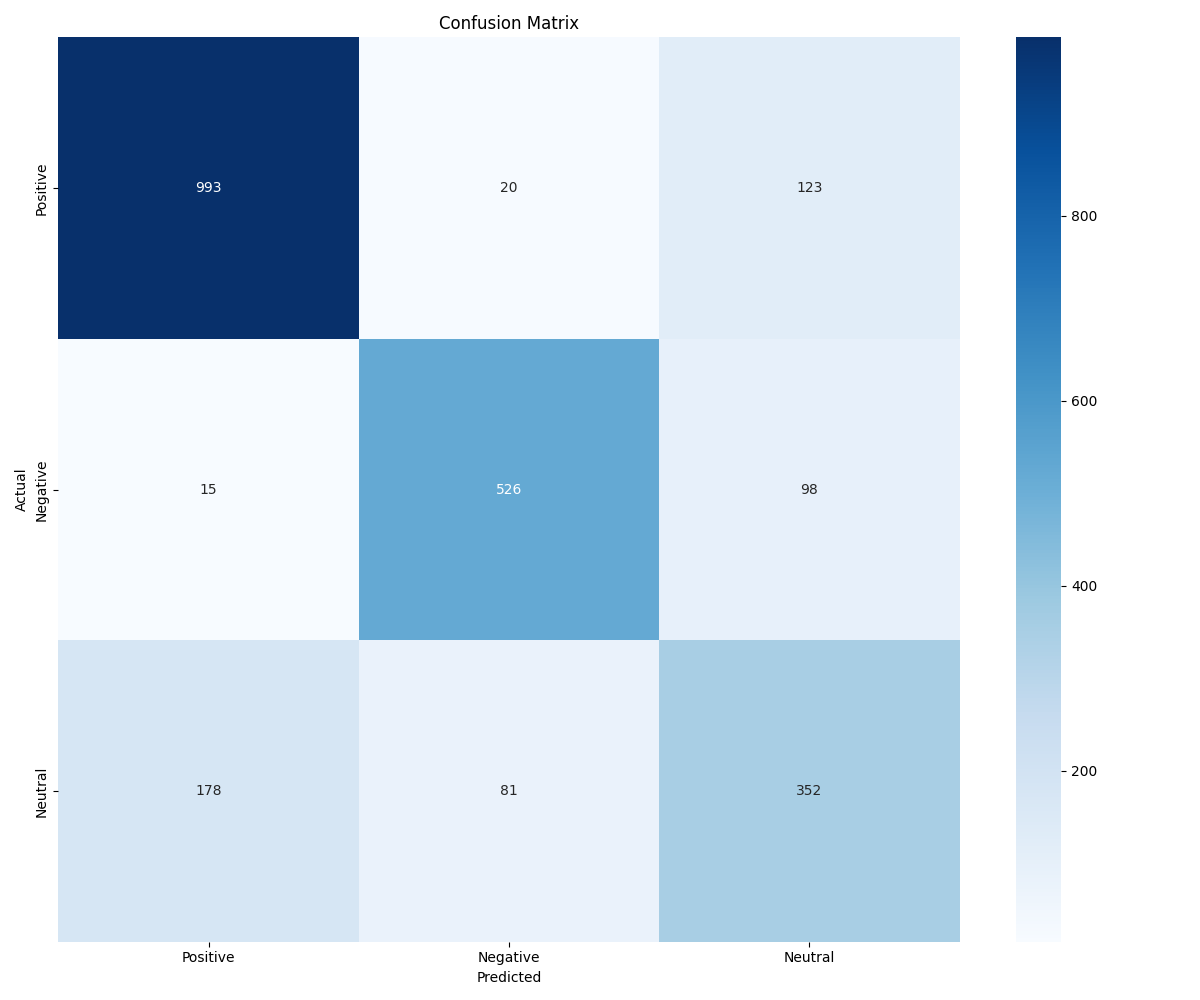 Confusion Matrix
Positive
993
20
123
800
600
Actual
Negative
15
526
98
400
Neutral
178
81
352
200
Positive
Negative
Neutral
Predicted